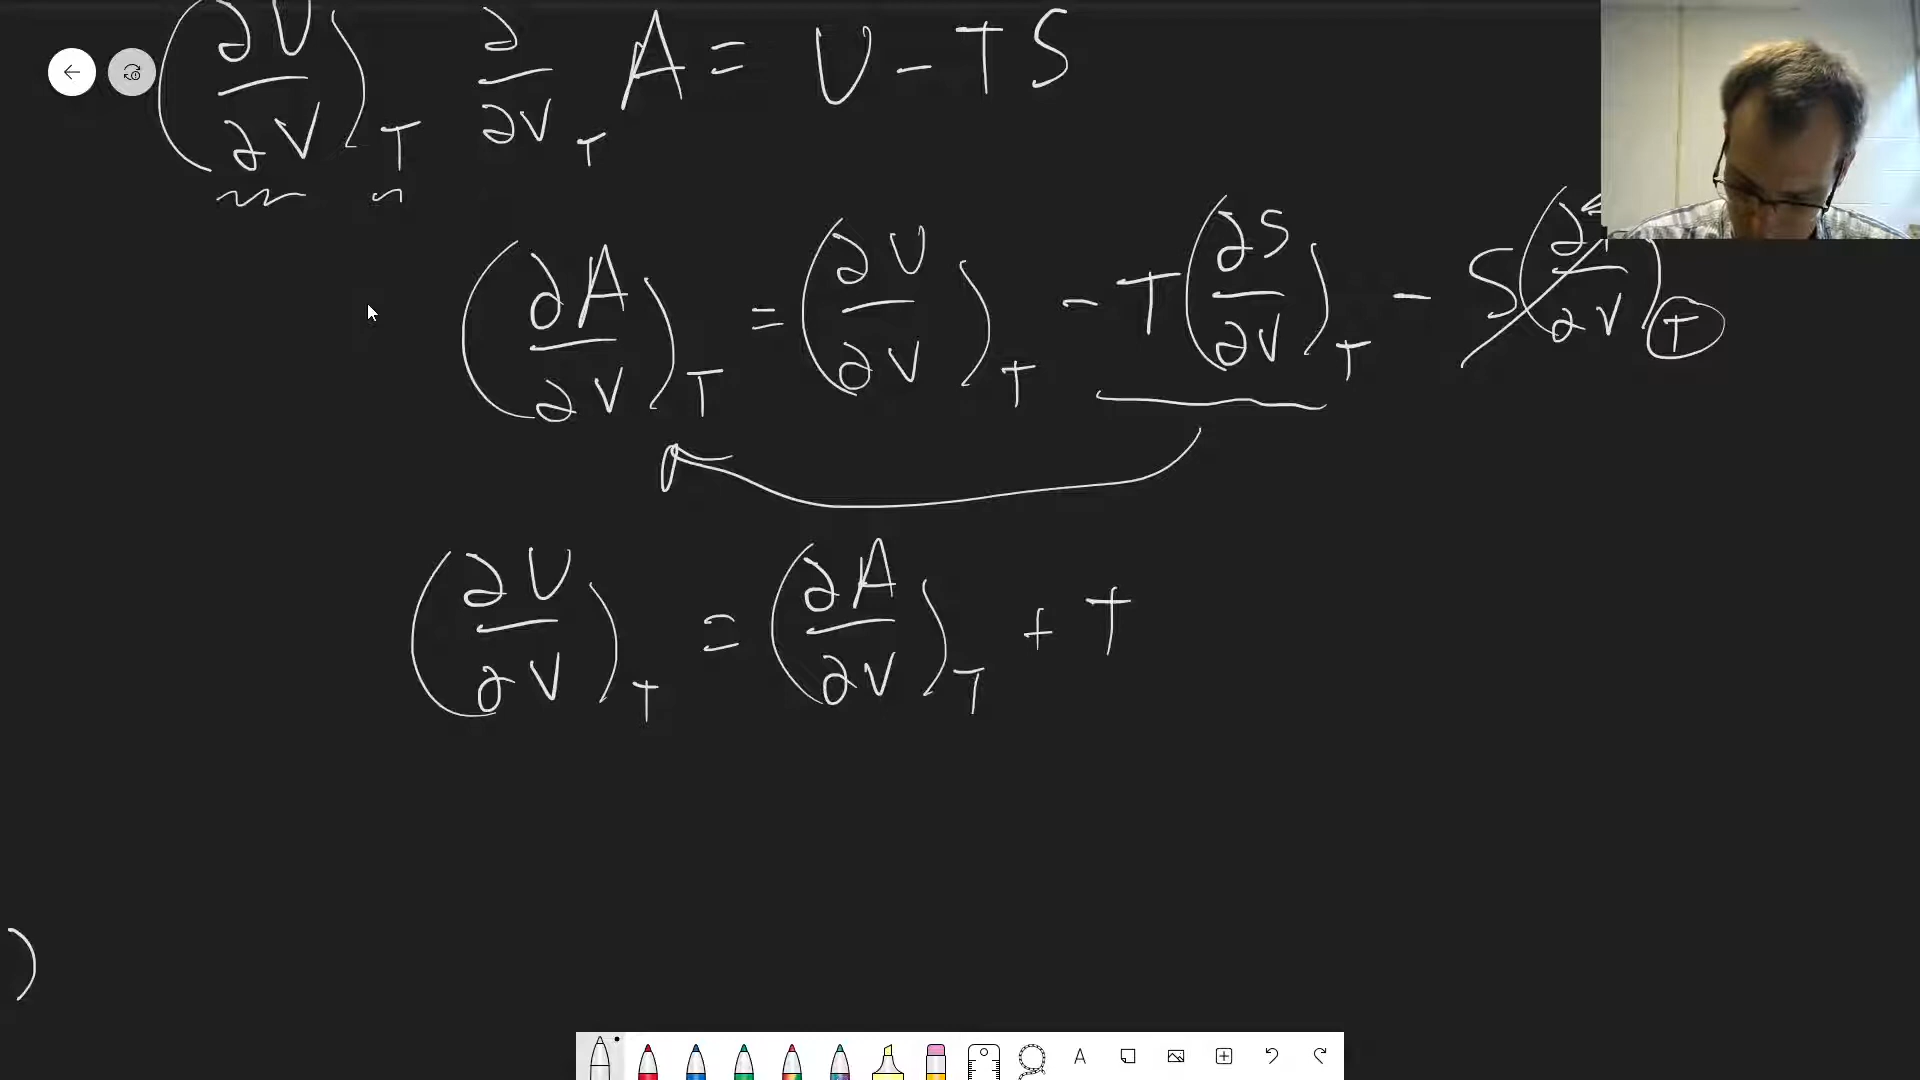 (∂U/∂V)_T ∂/∂V_T A = U - TS
(∂A/∂V)_T = (∂U/∂V)_T - T(∂S/∂V)_T - S(∂T/∂V)_T
(∂U/∂V)_T = (∂A/∂V)_T + T
)
A